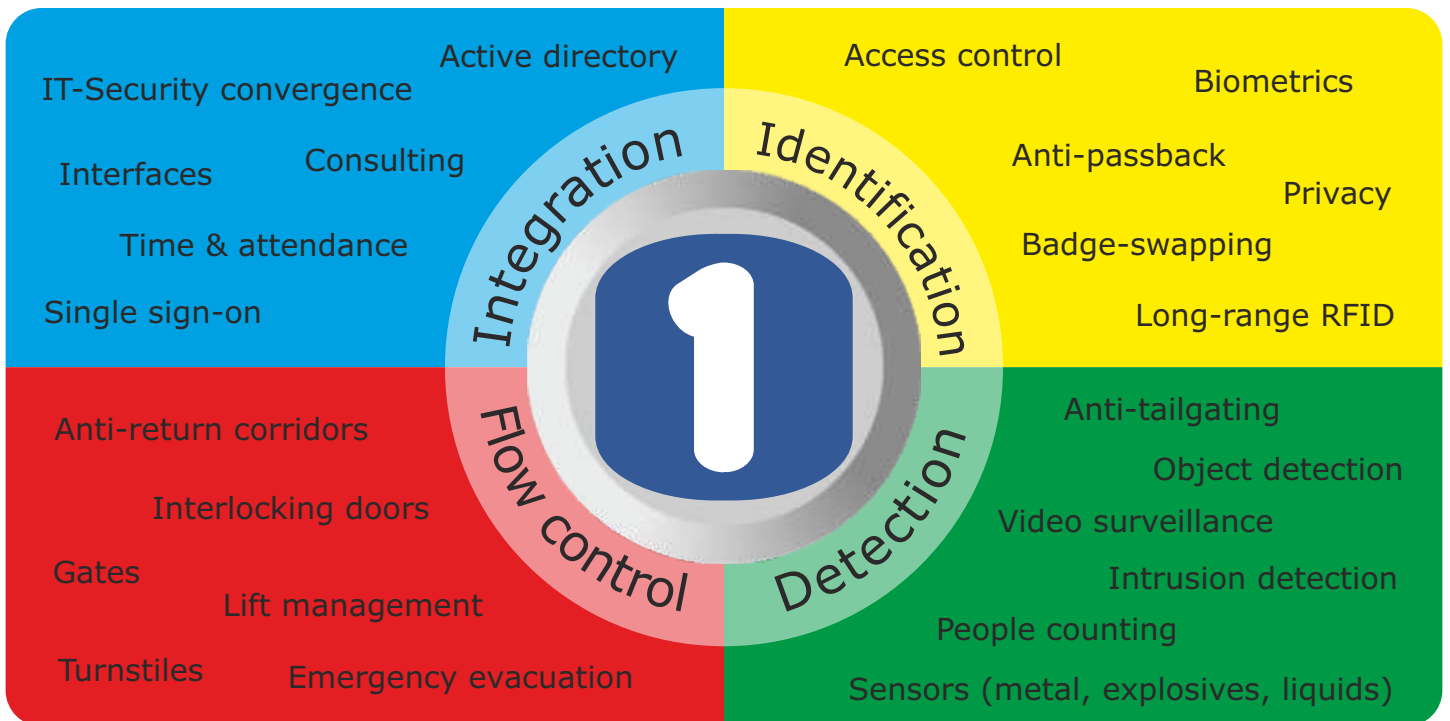 Active directory
IT-Security convergence
Consulting
Interfaces
Time & attendance
Single sign-on
Integration
Access control
Biometrics
Anti-passback
Privacy
Badge-swapping
Long-range RFID
Identification
1
Anti-return corridors
Interlocking doors
Gates
Lift management
Turnstiles
Emergency evacuation
Flow control
Anti-tailgating
Object detection
Video surveillance
Intrusion detection
People counting
Sensors (metal, explosives, liquids)
Detection